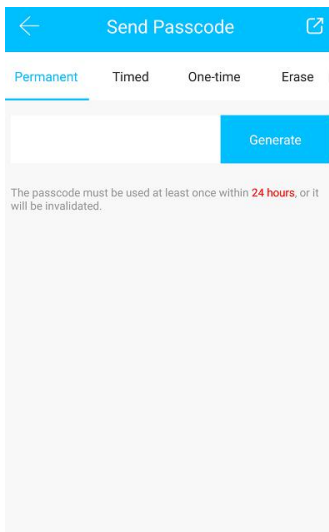 Send Passcode
Permanent Timed One-time Erase
Generate
The passcode must be used at least once within 24 hours, or it
will be invalidated.